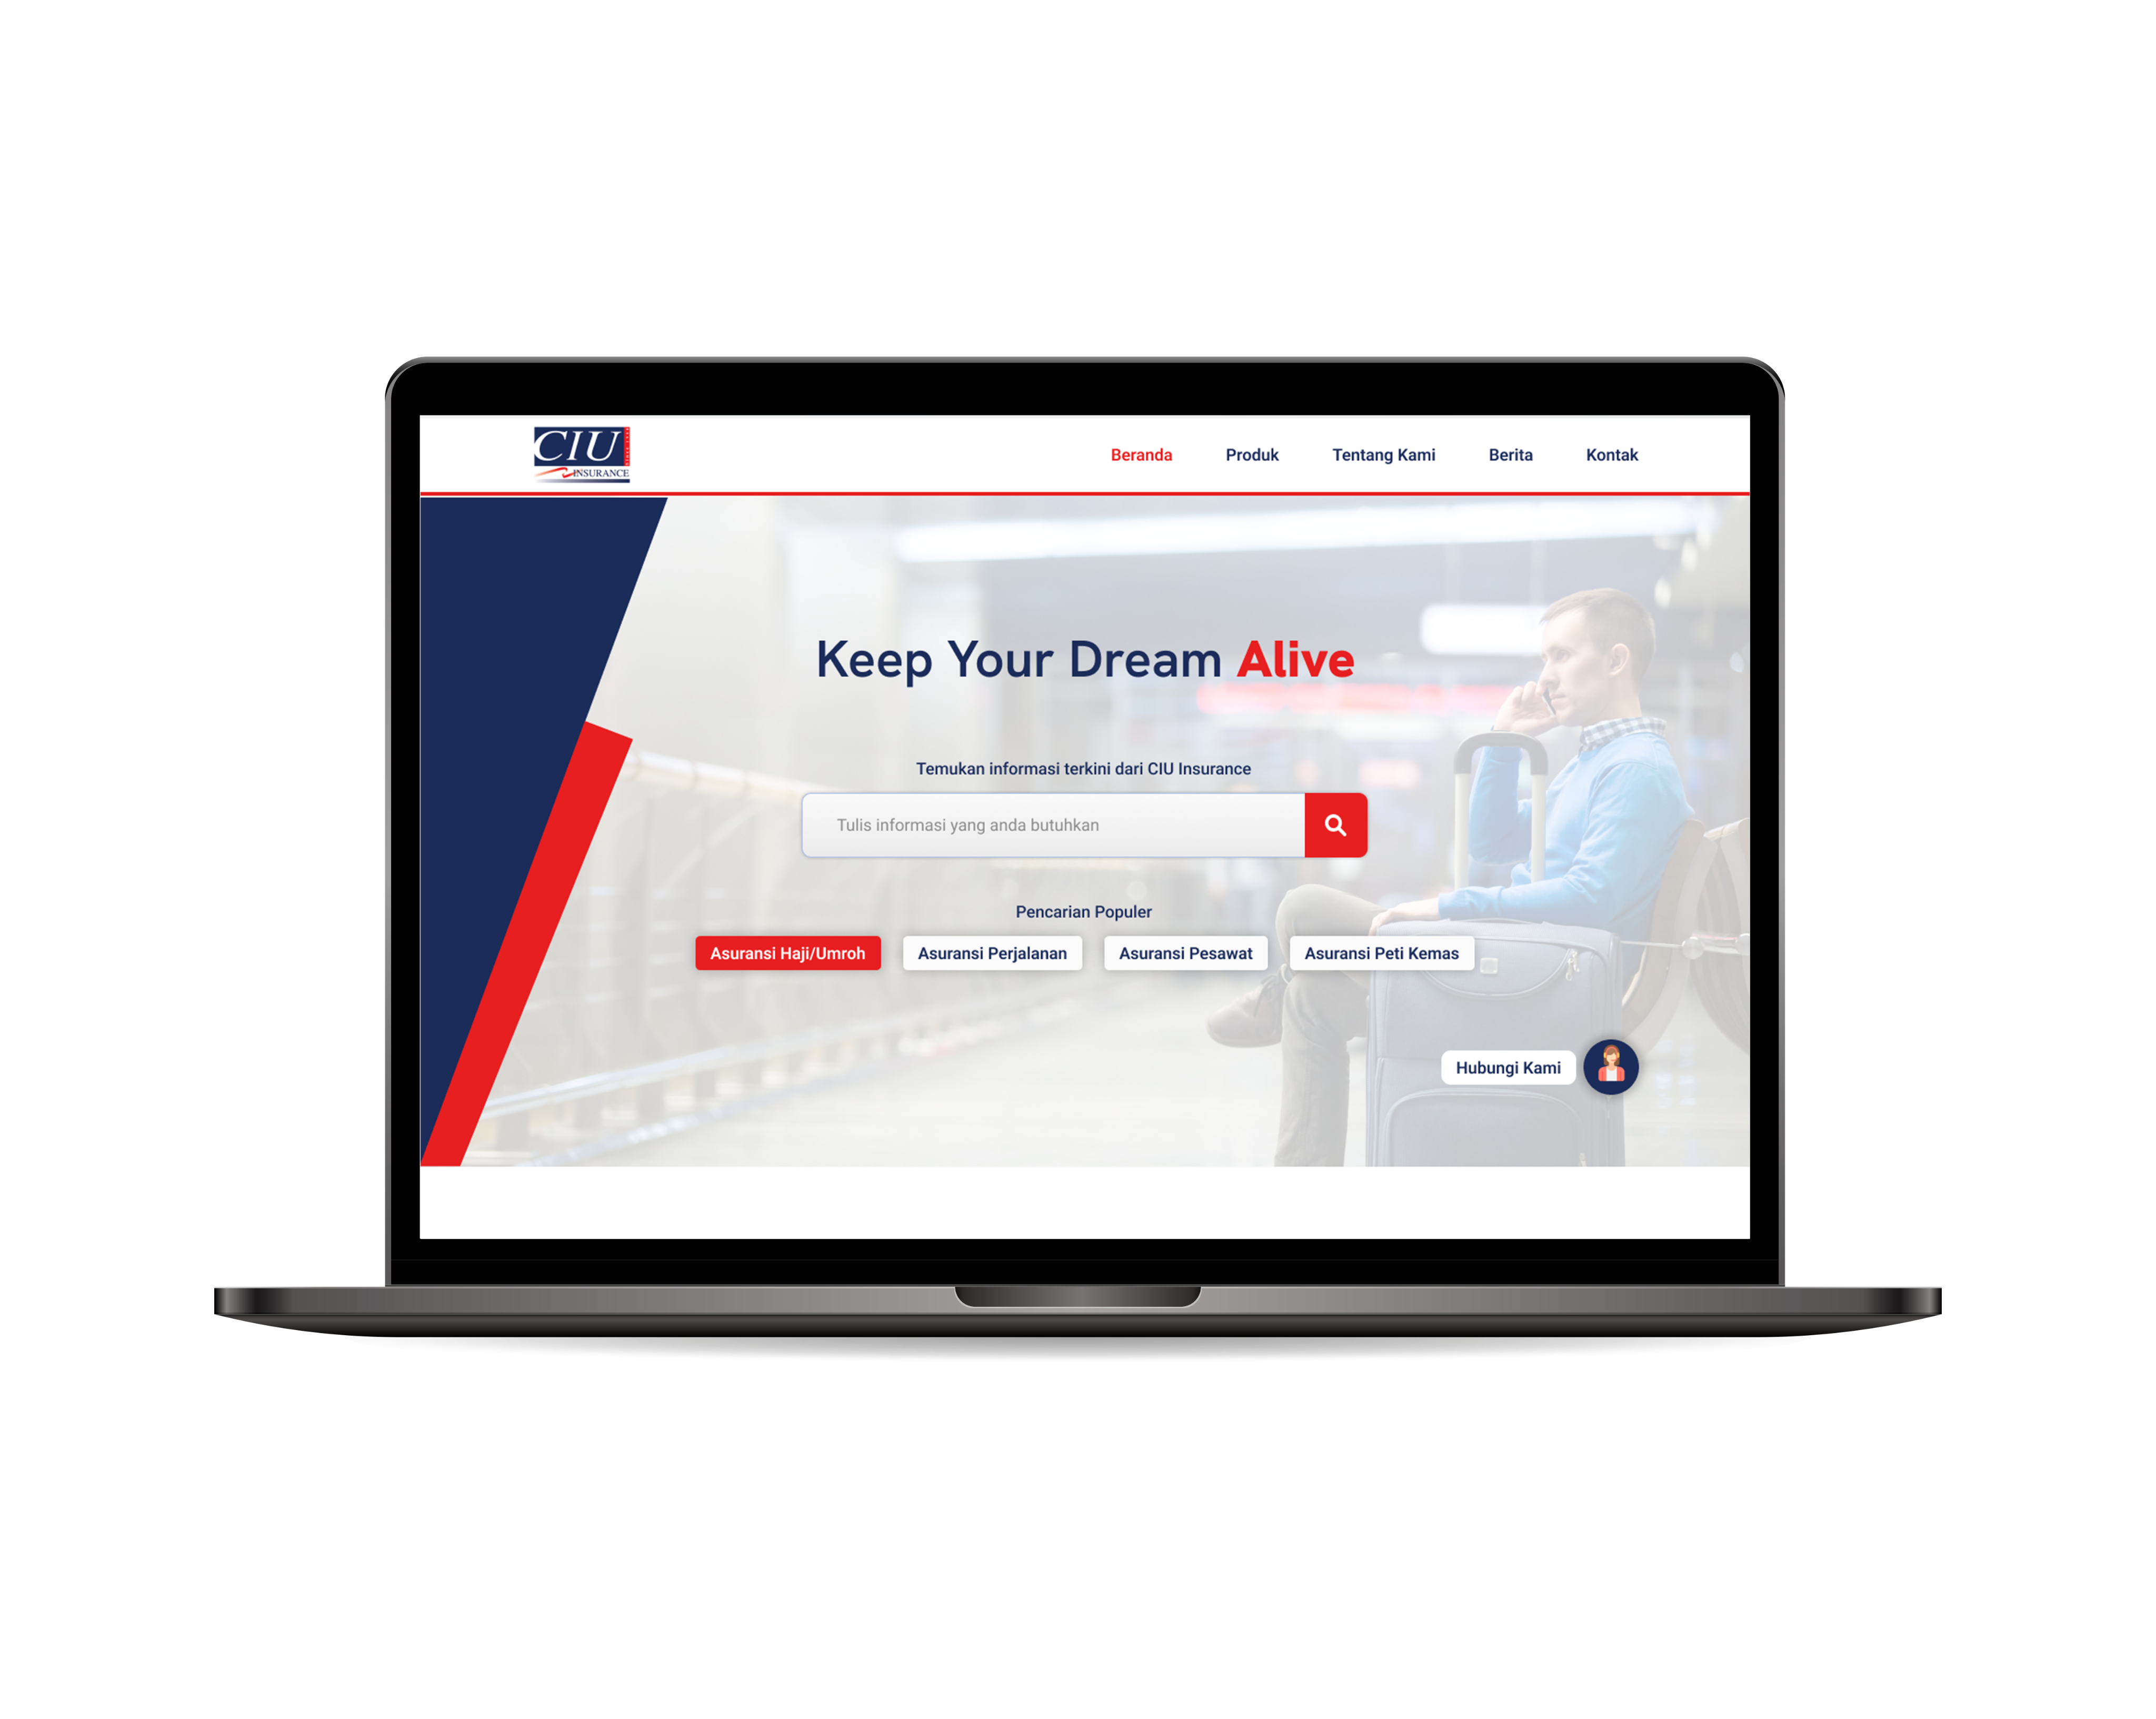 CIU
INSURANCE
Beranda Produk Tentang Kami Berita Kontak
Keep Your Dream Alive
Temukan informasi terkini dari CIU Insurance
Tulis informasi yang anda butuhkan
Pencarian Populer
Asuransi Haji/Umroh Asuransi Perjalanan Asuransi Pesawat Asuransi Peti Kemas
Hubungi Kami